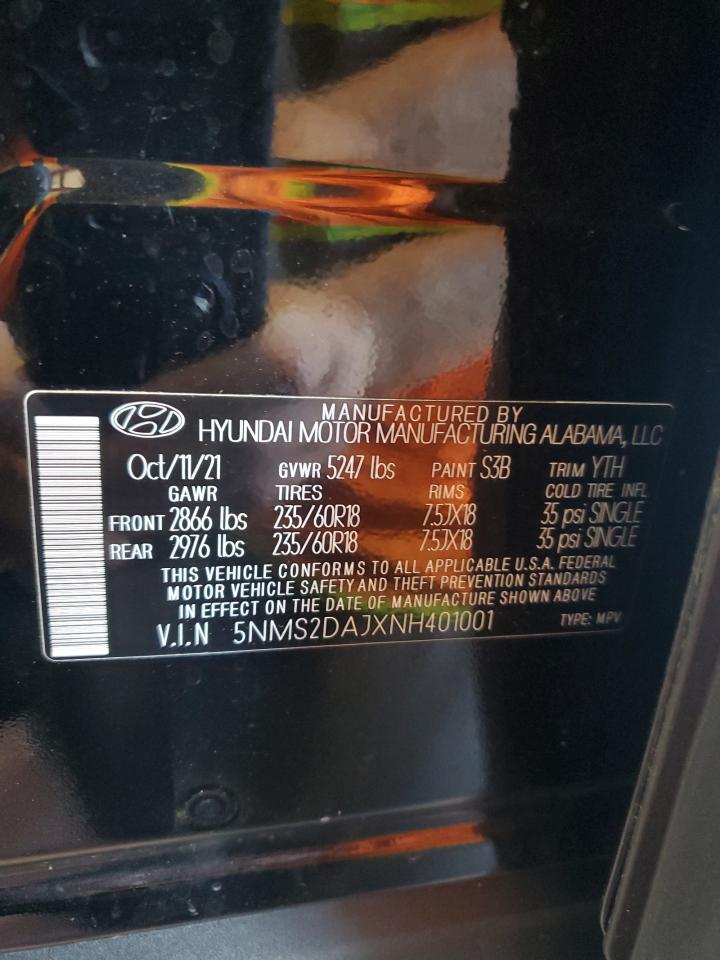 MANUFACTURED BY
HYUNDAI MOTOR MANUFACTURING ALABAMA, LLC
Oct/11/21 GVWR 5247 lbs PAINT S3B TRIM YTH
GAWR TIRES RIMS COLD TIRE INFL
FRONT 2866 lbs 235/60R18 7.5JX18 35 psi SINGLE
REAR 2976 lbs 235/60R18 7.5JX18 35 psi SINGLE
THIS VEHICLE CONFORMS TO ALL APPLICABLE U.S.A. FEDERAL
MOTOR VEHICLE SAFETY AND THEFT PREVENTION STANDARDS
IN EFFECT ON THE DATE OF MANUFACTURE SHOWN ABOVE
V.I.N 5NMS2DAJXNH401001 TYPE: MPV